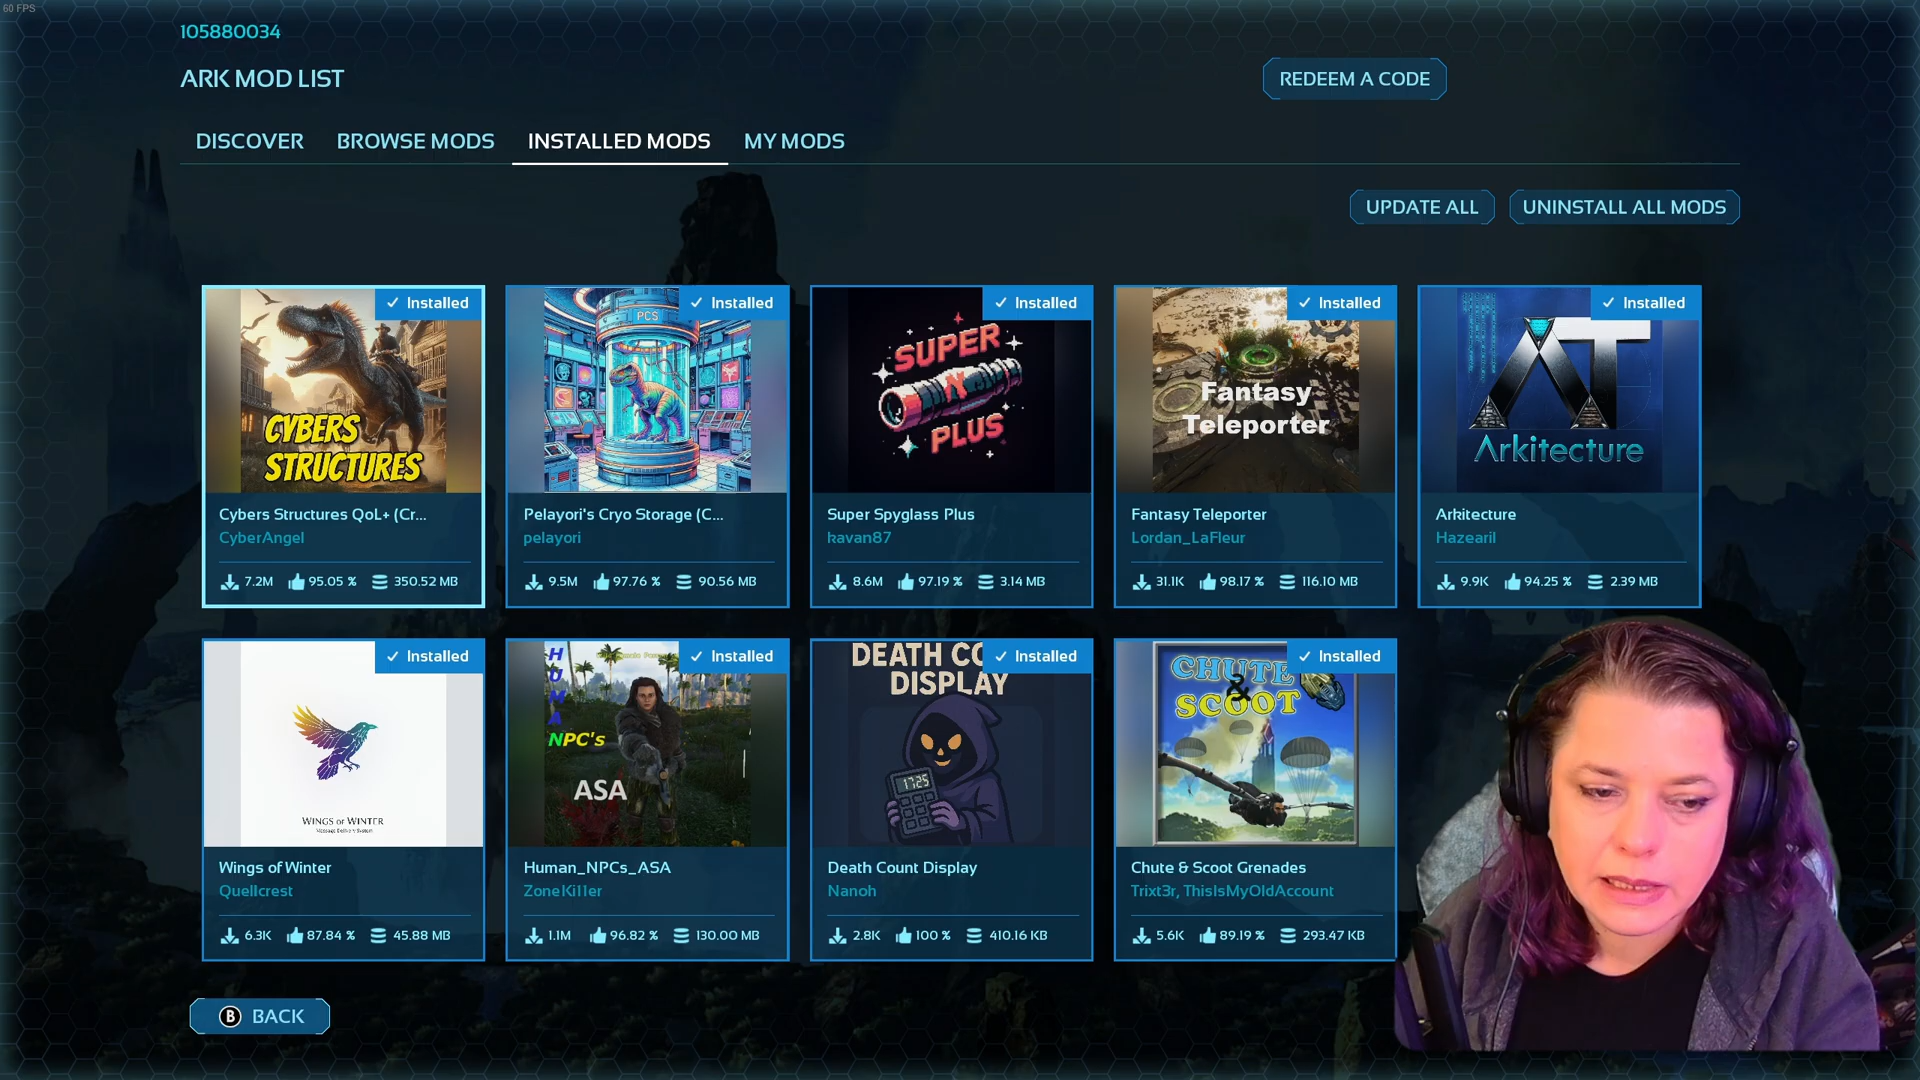 60 FPS
105880034
ARK MOD LIST
REDEEM A CODE
DISCOVER
BROWSE MODS
INSTALLED MODS
MY MODS
UPDATE ALL
UNINSTALL ALL MODS
Installed
CYBERS
STRUCTURES
Cybers Structures QoL+ (Cr...
CyberAngel
7.2M 95.05 % 350.52 MB
Installed
PCS
Pelayori's Cryo Storage (C...
pelayori
9.5M 97.76 % 90.56 MB
Installed
SUPER
N
PLUS
Super Spyglass Plus
kavan87
8.6M 97.19 % 3.14 MB
Installed
Fantasy
Teleporter
Fantasy Teleporter
Lordan_LaFleur
31.1K 98.17 % 116.10 MB
Installed
AT
Arkitecture
Arkitecture
Hazearil
9.9K 94.25 % 2.39 MB
Installed
WINGS OF WINTER
Message Delivery System
Wings of Winter
Quellcrest
6.3K 87.84 % 45.88 MB
Installed
HUMAN
NPC's
ASA
Human_NPCs_ASA
ZoneKi11er
1.1M 96.82 % 130.00 MB
Installed
DEATH CO
DISPLAY
1725
Death Count Display
Nanoh
2.8K 100 % 410.16 KB
Installed
CHUTE
&
SCOOT
Chute & Scoot Grenades
Trixt3r, ThisIsMyOldAccount
5.6K 89.19 % 293.47 KB
B BACK